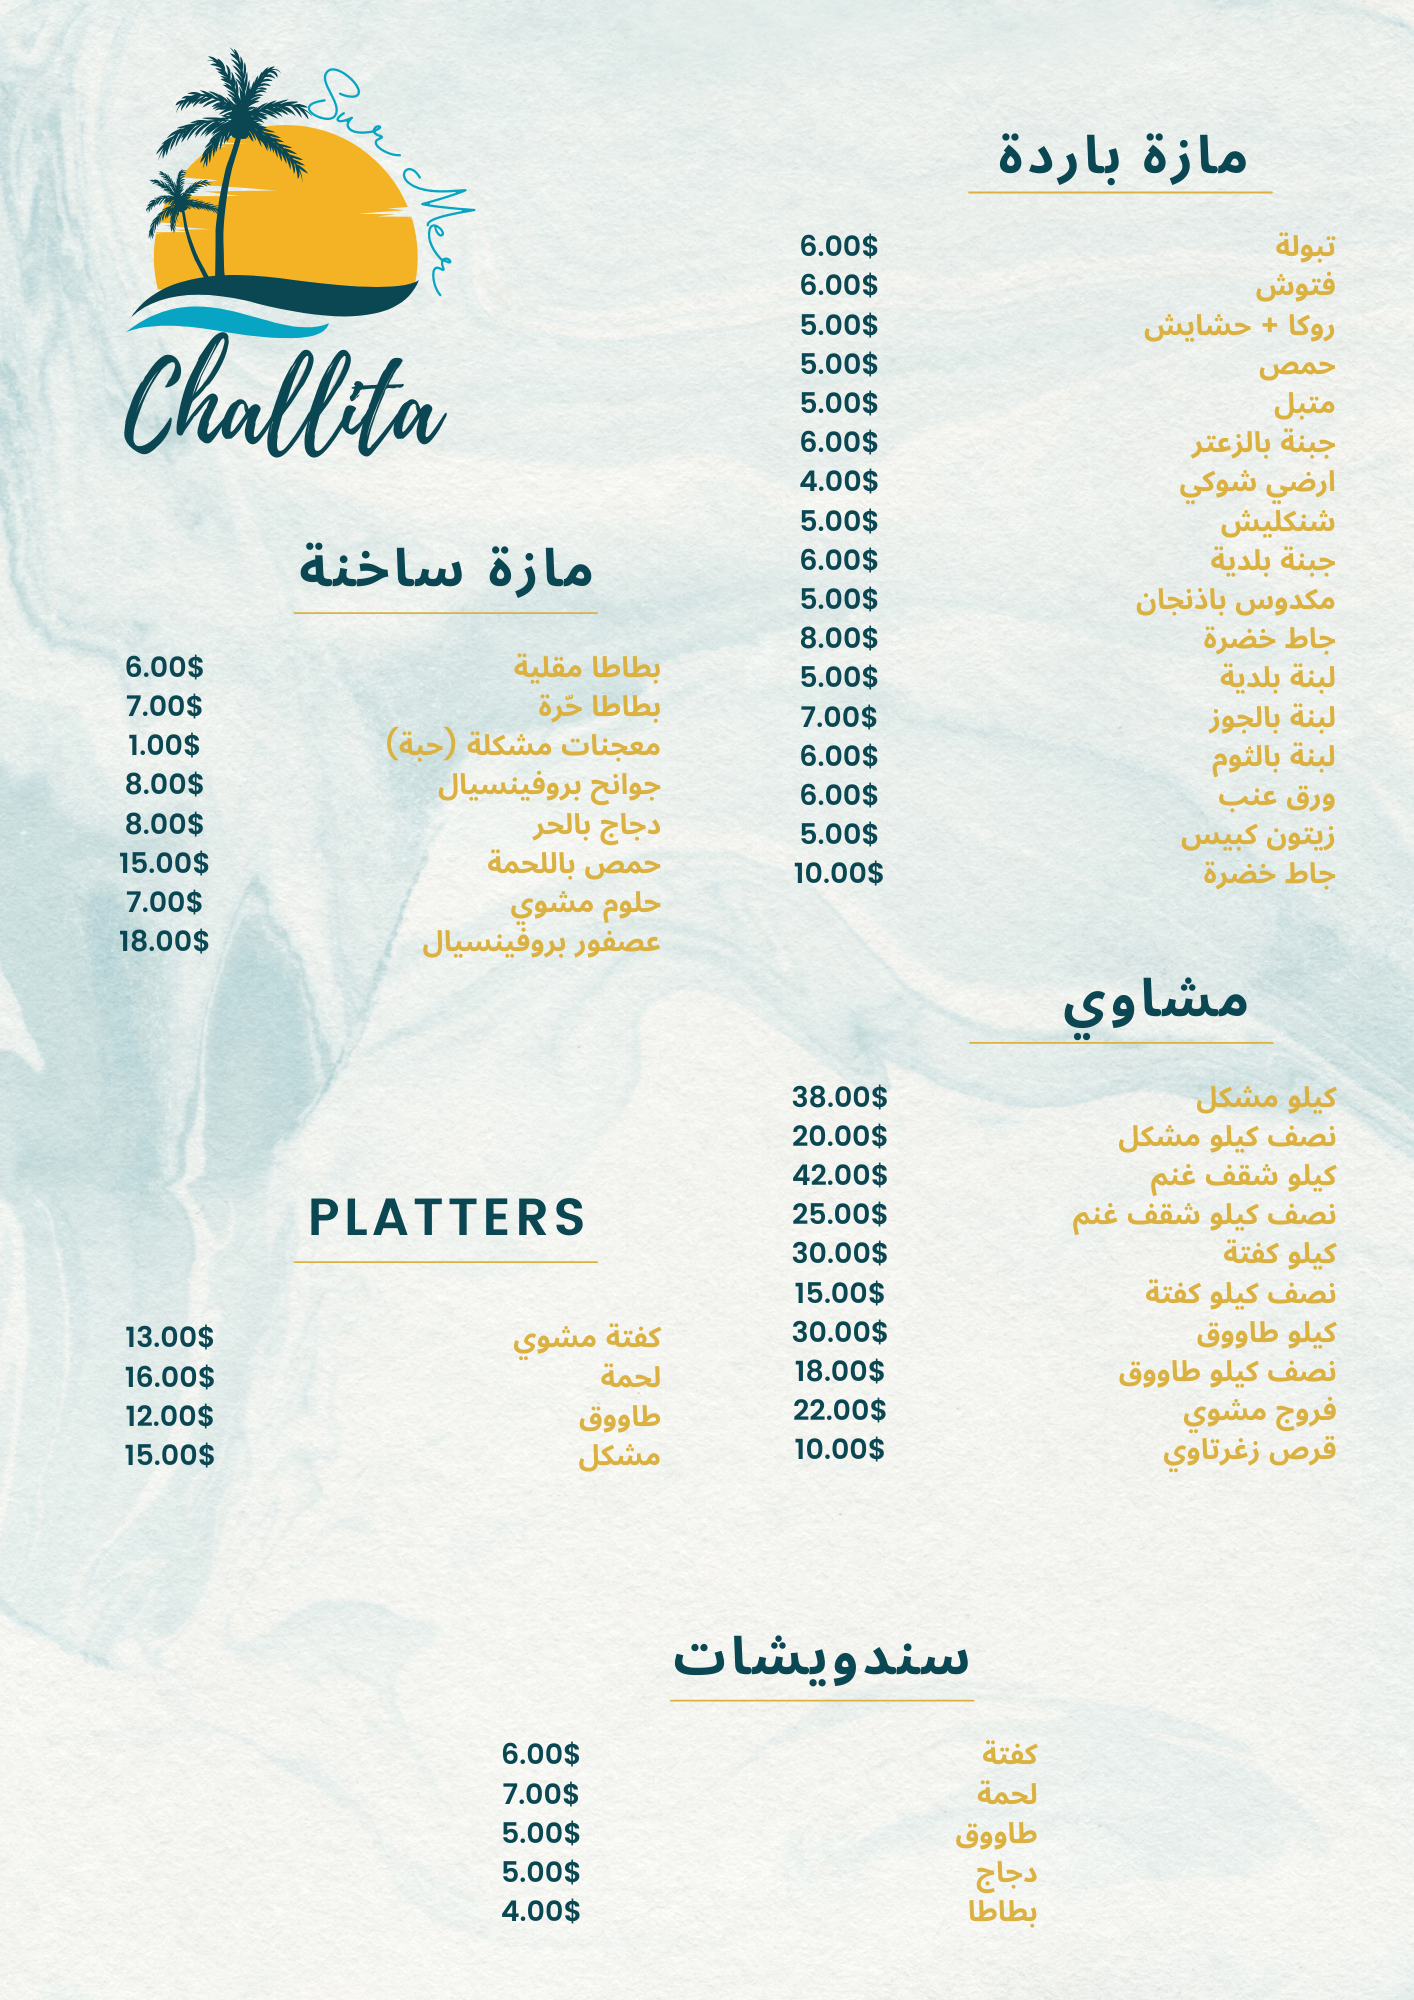 Sur Mer
Challita
مازة باردة
تبولة 6.00$
فتوش 6.00$
روكا + حشايش 5.00$
حمص 5.00$
متبل 5.00$
جبنة بالزعتر 6.00$
ارضي شوكي 4.00$
شنكليش 5.00$
جبنة بلدية 6.00$
مكدوس باذنجان 5.00$
جاط خضرة 8.00$
لبنة بلدية 5.00$
لبنة بالجوز 7.00$
لبنة بالثوم 6.00$
ورق عنب 6.00$
زيتون كبيس 5.00$
جاط خضرة 10.00$
مازة ساخنة
بطاطا مقلية 6.00$
بطاطا حّرة 7.00$
معجنات مشكلة (حبة) 1.00$
جوانح بروفينسيال 8.00$
دجاج بالحر 8.00$
حمص باللحمة 15.00$
حلوم مشوي 7.00$
عصفور بروفينسيال 18.00$
مشاوي
كيلو مشكل 38.00$
نصف كيلو مشكل 20.00$
كيلو شقف غنم 42.00$
نصف كيلو شقف غنم 25.00$
كيلو كفتة 30.00$
نصف كيلو كفتة 15.00$
كيلو طاووق 30.00$
نصف كيلو طاووق 18.00$
فروج مشوي 22.00$
قرص زغرتاوي 10.00$
PLATTERS
كفتة مشوي 13.00$
لحمة 16.00$
طاووق 12.00$
مشكل 15.00$
سندويشات
كفتة 6.00$
لحمة 7.00$
طاووق 5.00$
دجاج 5.00$
بطاطا 4.00$